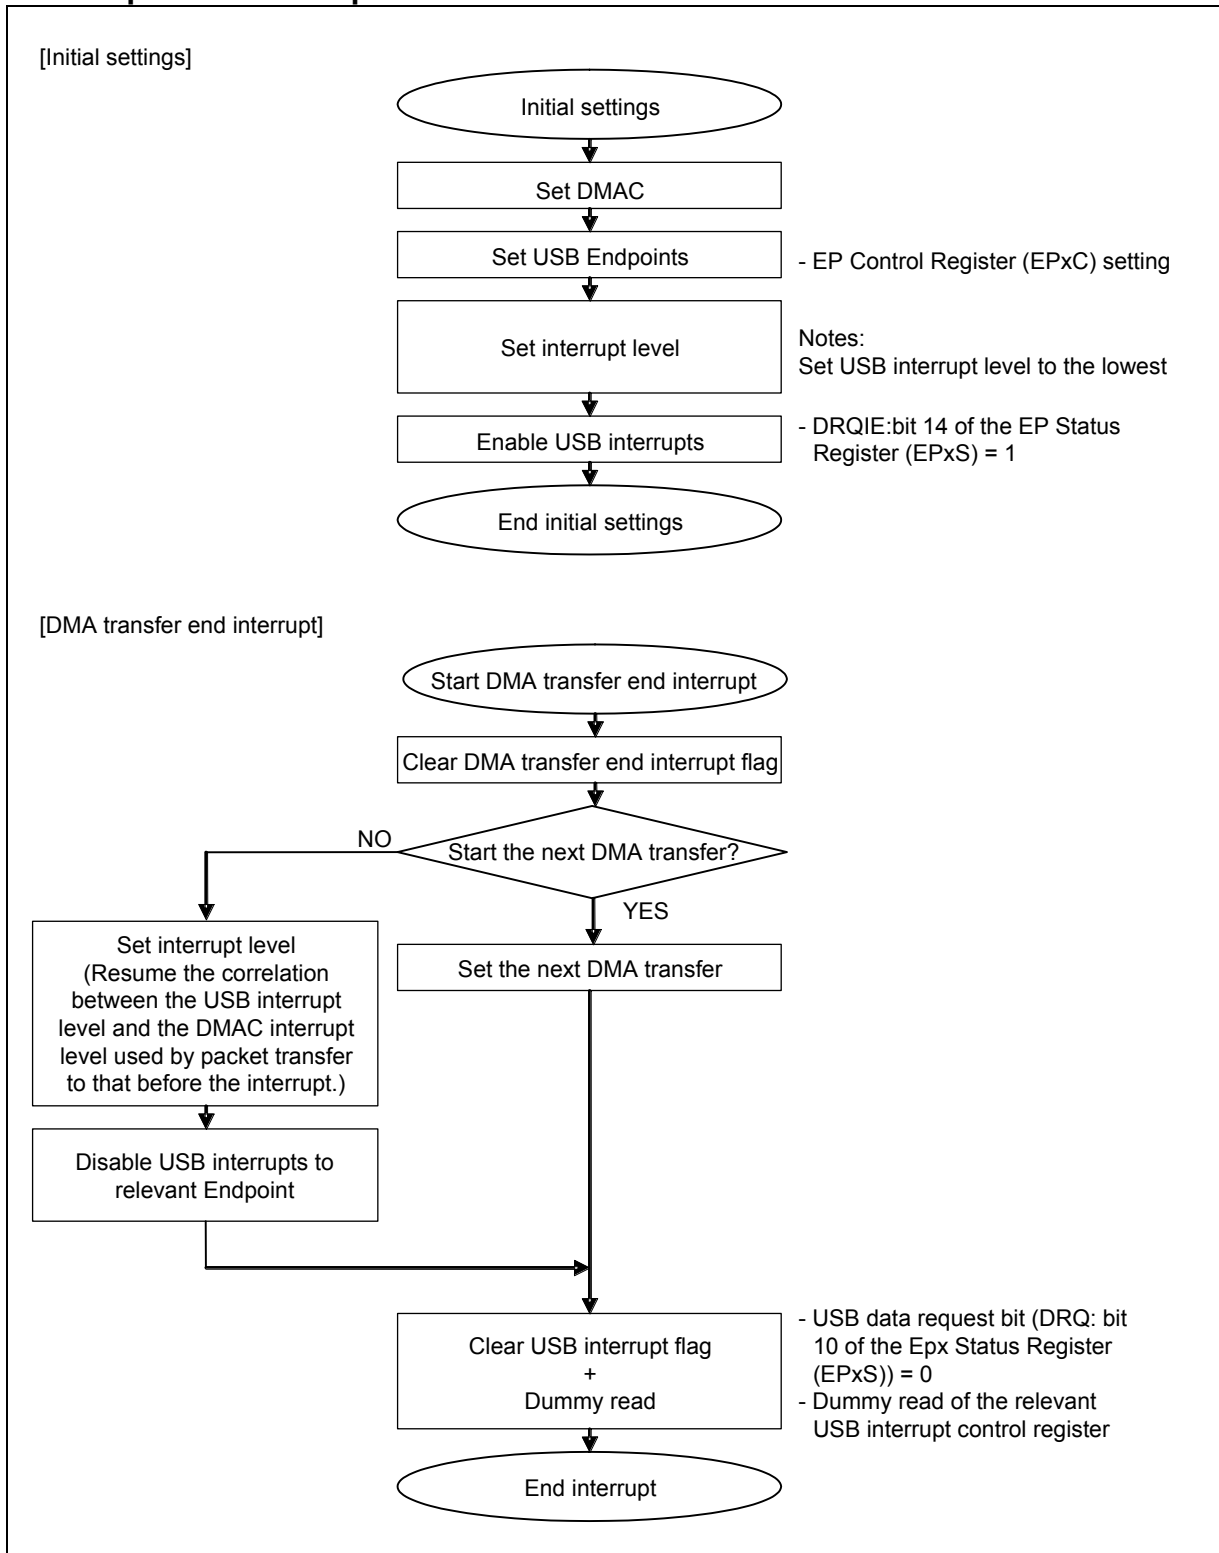 [Initial settings]
Initial settings
Set DMAC
Set USB Endpoints
- EP Control Register (EPxC) setting
Set interrupt level
Notes:
Set USB interrupt level to the lowest
Enable USB interrupts
- DRQIE:bit 14 of the EP Status
Register (EPxS) = 1
End initial settings
[DMA transfer end interrupt]
Start DMA transfer end interrupt
Clear DMA transfer end interrupt flag
NO
Start the next DMA transfer?
YES
Set interrupt level
(Resume the correlation
between the USB interrupt
level and the DMAC interrupt
level used by packet transfer
to that before the interrupt.)
Set the next DMA transfer
Disable USB interrupts to
relevant Endpoint
Clear USB interrupt flag
+
Dummy read
- USB data request bit (DRQ: bit
10 of the Epx Status Register
(EPxS)) = 0
- Dummy read of the relevant
USB interrupt control register
End interrupt